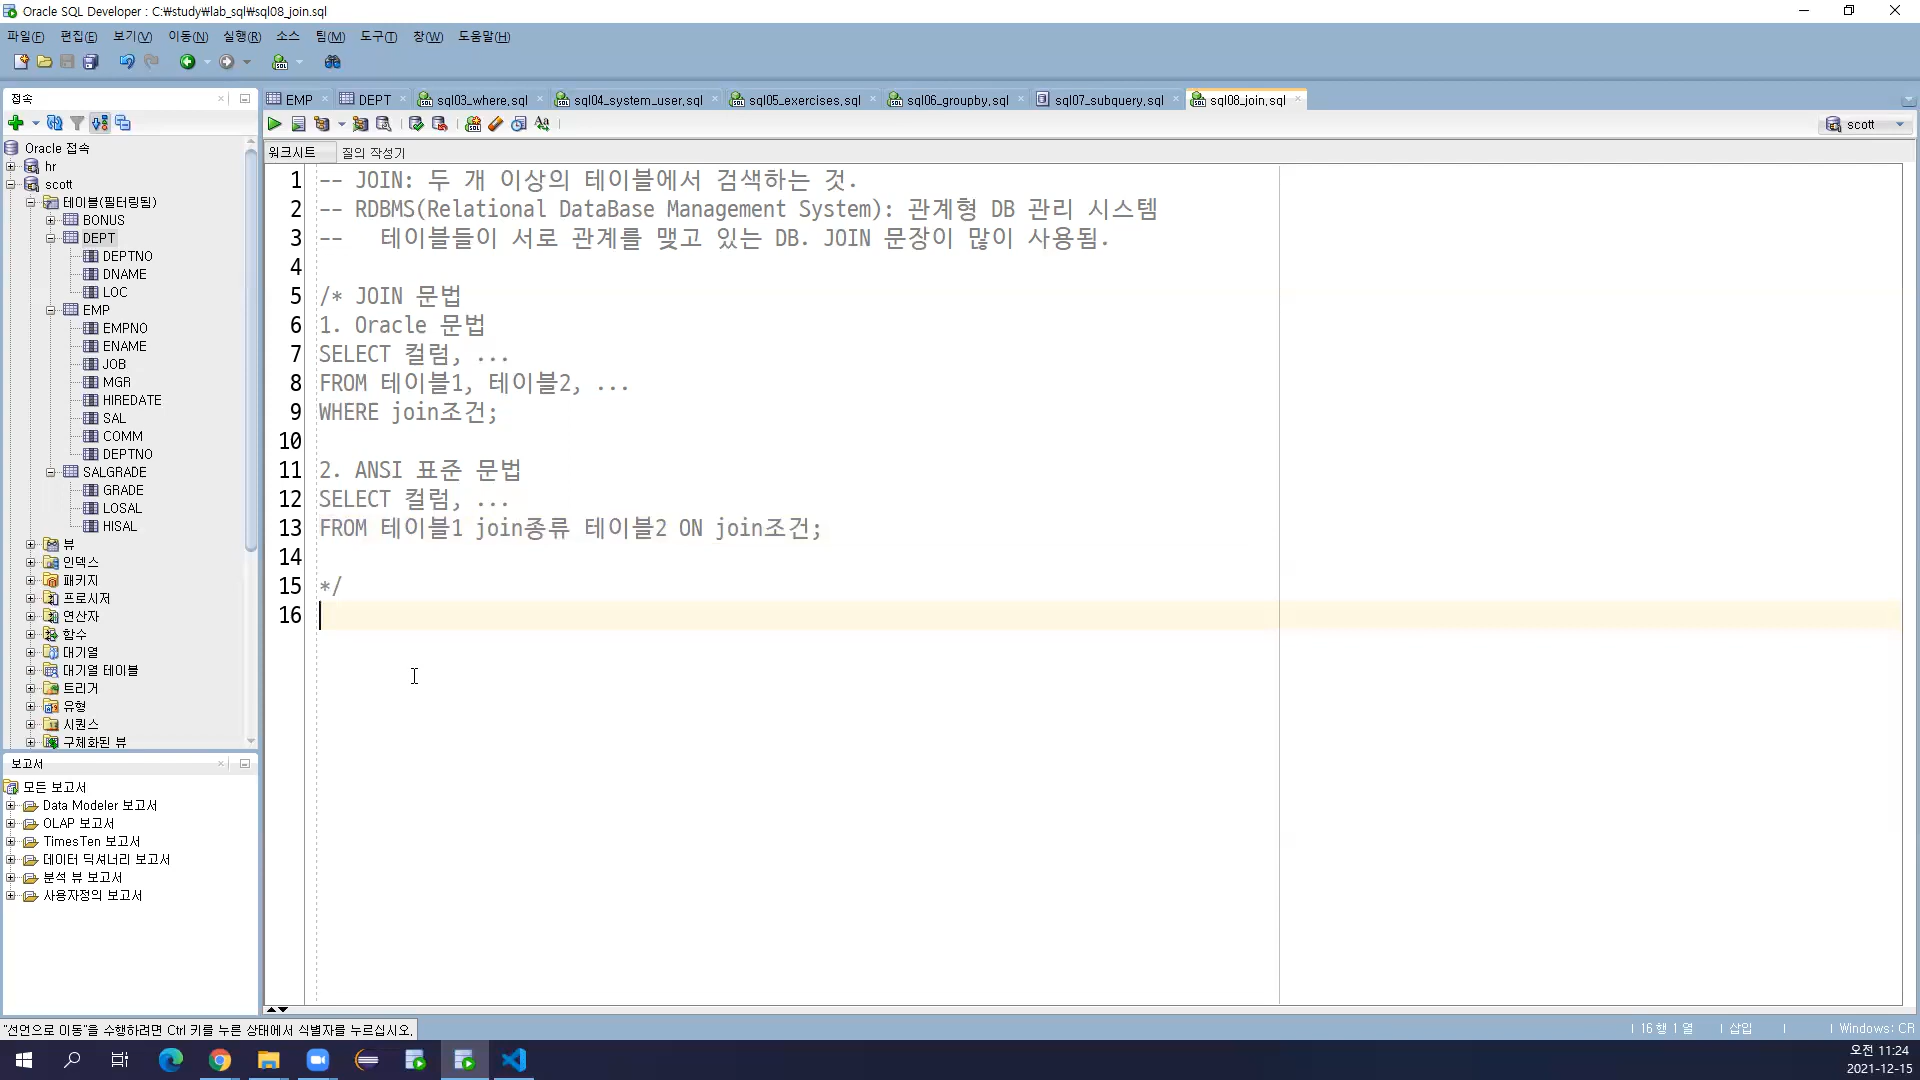 Oracle SQL Developer : C:₩study₩lab_sql₩sql08_join.sql
파일(F) 편집(E) 보기(V) 이동(N) 실행(R) 소스 팀(M) 도구(T) 창(W) 도움말(H)
접속
EMP DEPT sql03_where.sql sql04_system_user.sql sql05_exercises.sql sql06_groupby.sql sql07_subquery.sql sql08_join.sql
scott
워크시트 질의 작성기
Oracle 접속
hr
scott
테이블(필터링됨)
BONUS
DEPT
DEPTNO
DNAME
LOC
EMP
EMPNO
ENAME
JOB
MGR
HIREDATE
SAL
COMM
DEPTNO
SALGRADE
GRADE
LOSAL
HISAL
뷰
인덱스
패키지
프로시저
연산자
함수
대기열
대기열 테이블
트리거
유형
시퀀스
구체화된 뷰
보고서
모든 보고서
Data Modeler 보고서
OLAP 보고서
TimesTen 보고서
데이터 딕셔너리 보고서
분석 뷰 보고서
사용자정의 보고서
1 -- JOIN: 두 개 이상의 테이블에서 검색하는 것.
2 -- RDBMS(Relational DataBase Management System): 관계형 DB 관리 시스템
3 -- 테이블들이 서로 관계를 맺고 있는 DB. JOIN 문장이 많이 사용됨.
4
5 /* JOIN 문법
6 1. Oracle 문법
7 SELECT 컬럼, ...
8 FROM 테이블1, 테이블2, ...
9 WHERE join조건;
10
11 2. ANSI 표준 문법
12 SELECT 컬럼, ...
13 FROM 테이블1 join종류 테이블2 ON join조건;
14
15 */
16
"선언으로 이동"을 수행하려면 Ctrl 키를 누른 상태에서 식별자를 누르십시오.
16 행 1 열 삽입 Windows: CR
오전 11:24
2021-12-15